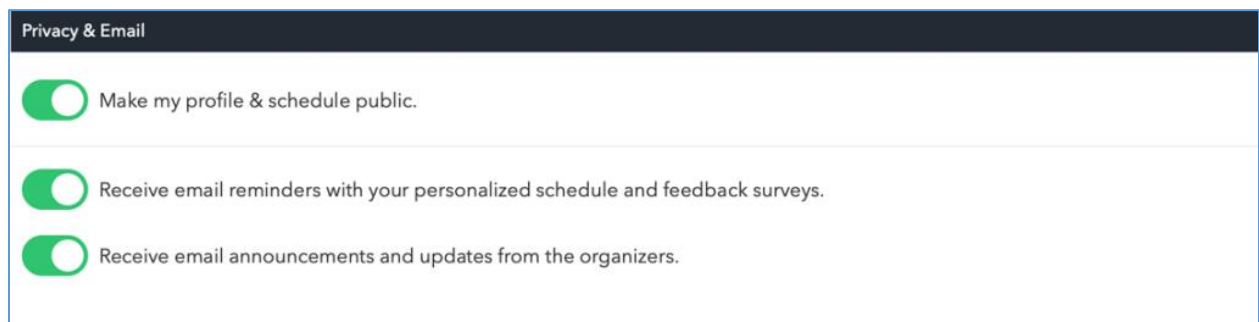 Privacy & Email
Make my profile & schedule public.
Receive email reminders with your personalized schedule and feedback surveys.
Receive email announcements and updates from the organizers.